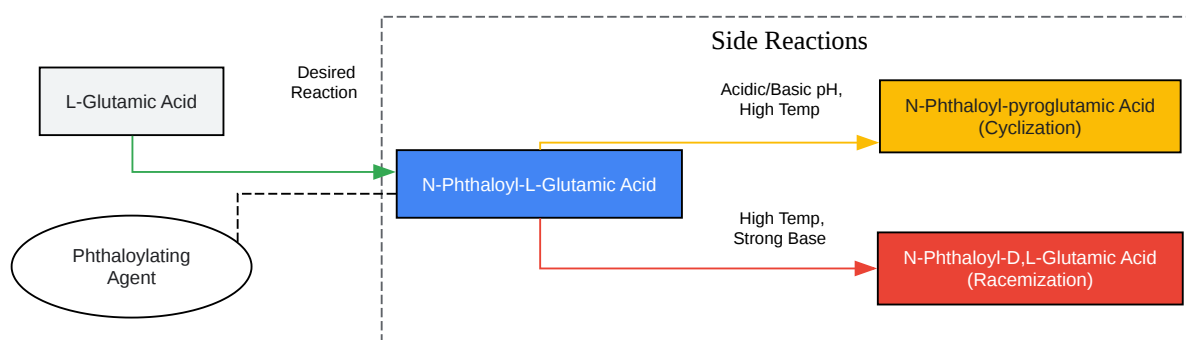 Side Reactions
L-Glutamic Acid
Desired
Reaction
Acidic/Basic pH,
High Temp
N-Phthaloyl-pyroglutamic Acid
(Cyclization)
N-Phthaloyl-L-Glutamic Acid
Phthaloylating
Agent
High Temp,
Strong Base
N-Phthaloyl-D,L-Glutamic Acid
(Racemization)